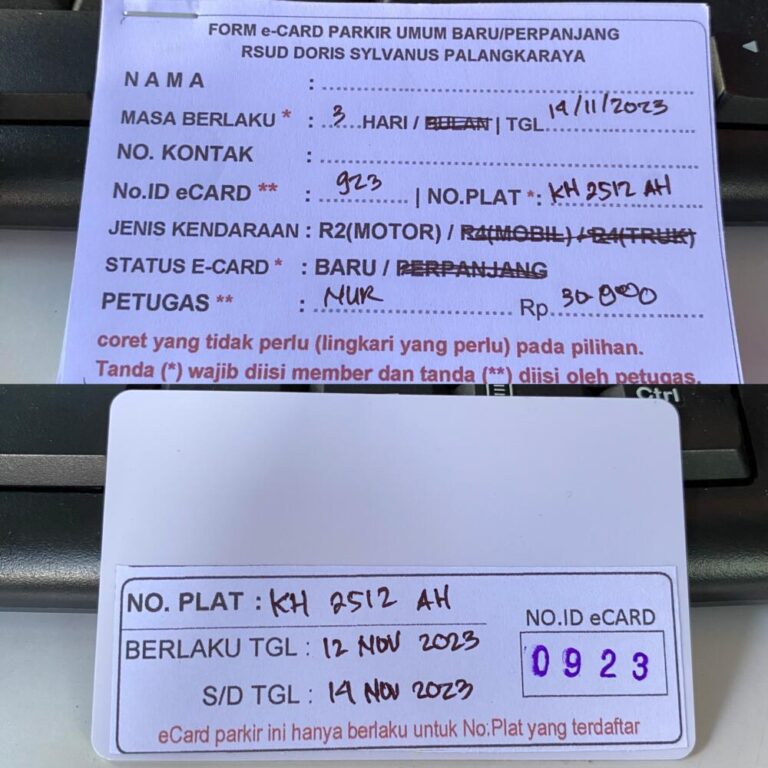 FORM e-CARD PARKIR UMUM BARU/PERPANJANG
RSUD DORIS SYLVANUS PALANGKARAYA
NAMA :
MASA BERLAKU * : 3 HARI / BULAN | TGL 14/11/2023
NO. KONTAK :
No.ID eCARD ** : 923 | NO.PLAT *: KH 2512 AH
JENIS KENDARAAN : R2(MOTOR) / R4(MOBIL) / R4(TRUK)
STATUS E-CARD * : BARU / PERPANJANG
PETUGAS ** : NUR Rp. 30.000
coret yang tidak perlu (lingkari yang perlu) pada pilihan.
Tanda (*) wajib diisi member dan tanda (**) diisi oleh petugas.
Ctrl
NO. PLAT : KH 2512 AH
BERLAKU TGL : 12 NOV 2023
S/D TGL : 14 NOV 2023
NO.ID eCARD
0923
eCard parkir ini hanya berlaku untuk No.Plat yang terdaftar